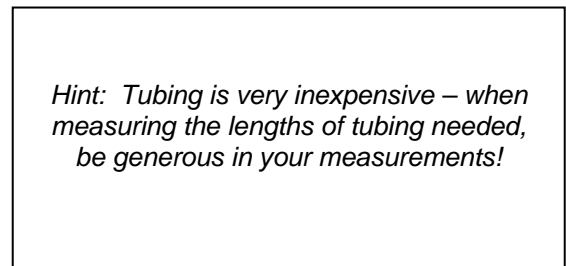 Hint:  Tubing is very inexpensive – when
measuring the lengths of tubing needed,
be generous in your measurements!